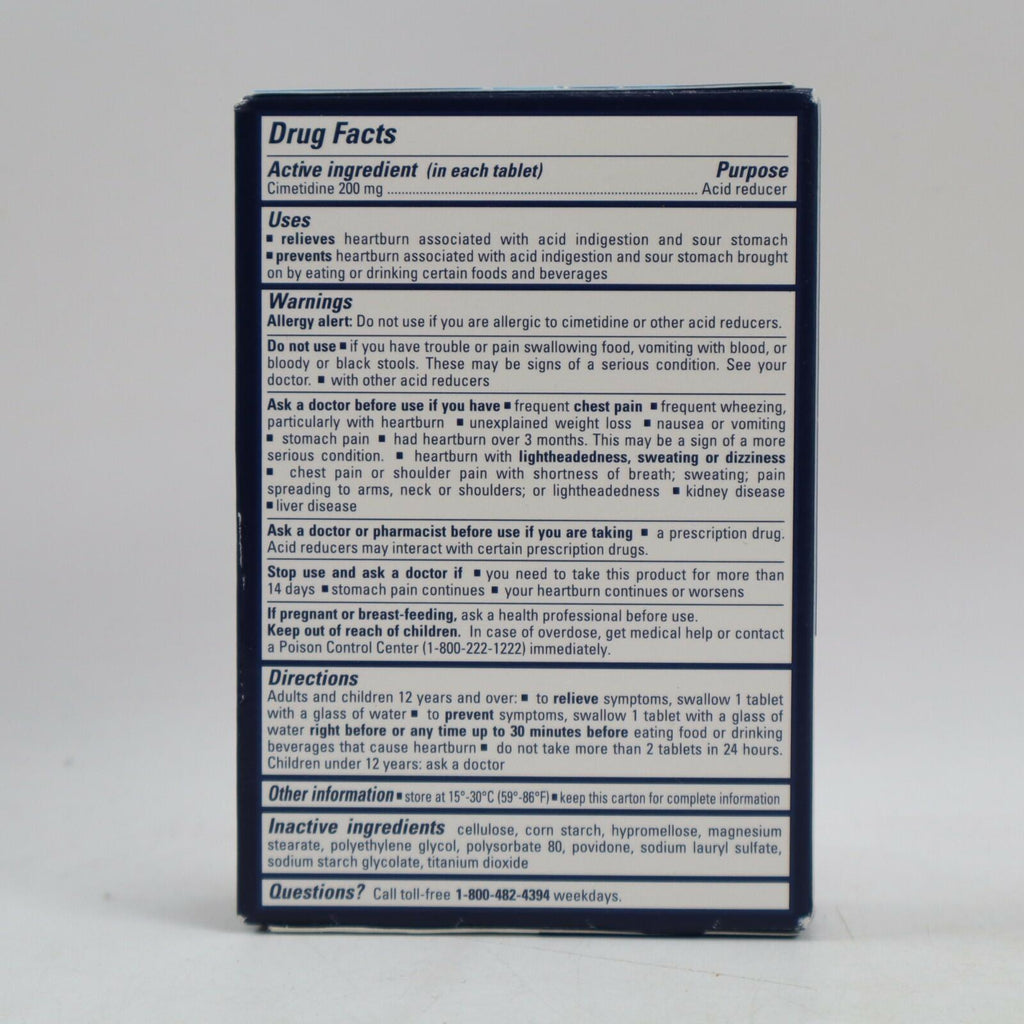 Drug Facts
Active ingredient (in each tablet) Purpose
Cimetidine 200 mg ........................................................................ Acid reducer
Uses
▪ relieves heartburn associated with acid indigestion and sour stomach
▪ prevents heartburn associated with acid indigestion and sour stomach brought
on by eating or drinking certain foods and beverages
Warnings
Allergy alert: Do not use if you are allergic to cimetidine or other acid reducers.
Do not use ▪ if you have trouble or pain swallowing food, vomiting with blood, or
bloody or black stools. These may be signs of a serious condition. See your
doctor. ▪ with other acid reducers
Ask a doctor before use if you have ▪ frequent chest pain ▪ frequent wheezing,
particularly with heartburn ▪ unexplained weight loss ▪ nausea or vomiting
▪ stomach pain ▪ had heartburn over 3 months. This may be a sign of a more
serious condition. ▪ heartburn with lightheadedness, sweating or dizziness
▪ chest pain or shoulder pain with shortness of breath; sweating; pain
spreading to arms, neck or shoulders; or lightheadedness ▪ kidney disease
▪ liver disease
Ask a doctor or pharmacist before use if you are taking ▪ a prescription drug.
Acid reducers may interact with certain prescription drugs.
Stop use and ask a doctor if ▪ you need to take this product for more than
14 days ▪ stomach pain continues ▪ your heartburn continues or worsens
If pregnant or breast-feeding, ask a health professional before use.
Keep out of reach of children. In case of overdose, get medical help or contact
a Poison Control Center (1-800-222-1222) immediately.
Directions
Adults and children 12 years and over: ▪ to relieve symptoms, swallow 1 tablet
with a glass of water ▪ to prevent symptoms, swallow 1 tablet with a glass of
water right before or any time up to 30 minutes before eating food or drinking
beverages that cause heartburn ▪ do not take more than 2 tablets in 24 hours.
Children under 12 years: ask a doctor
Other information ▪ store at 15°-30°C (59°-86°F) ▪ keep this carton for complete information
Inactive ingredients cellulose, corn starch, hypromellose, magnesium
stearate, polyethylene glycol, polysorbate 80, povidone, sodium lauryl sulfate,
sodium starch glycolate, titanium dioxide
Questions? Call toll-free 1-800-482-4394 weekdays.